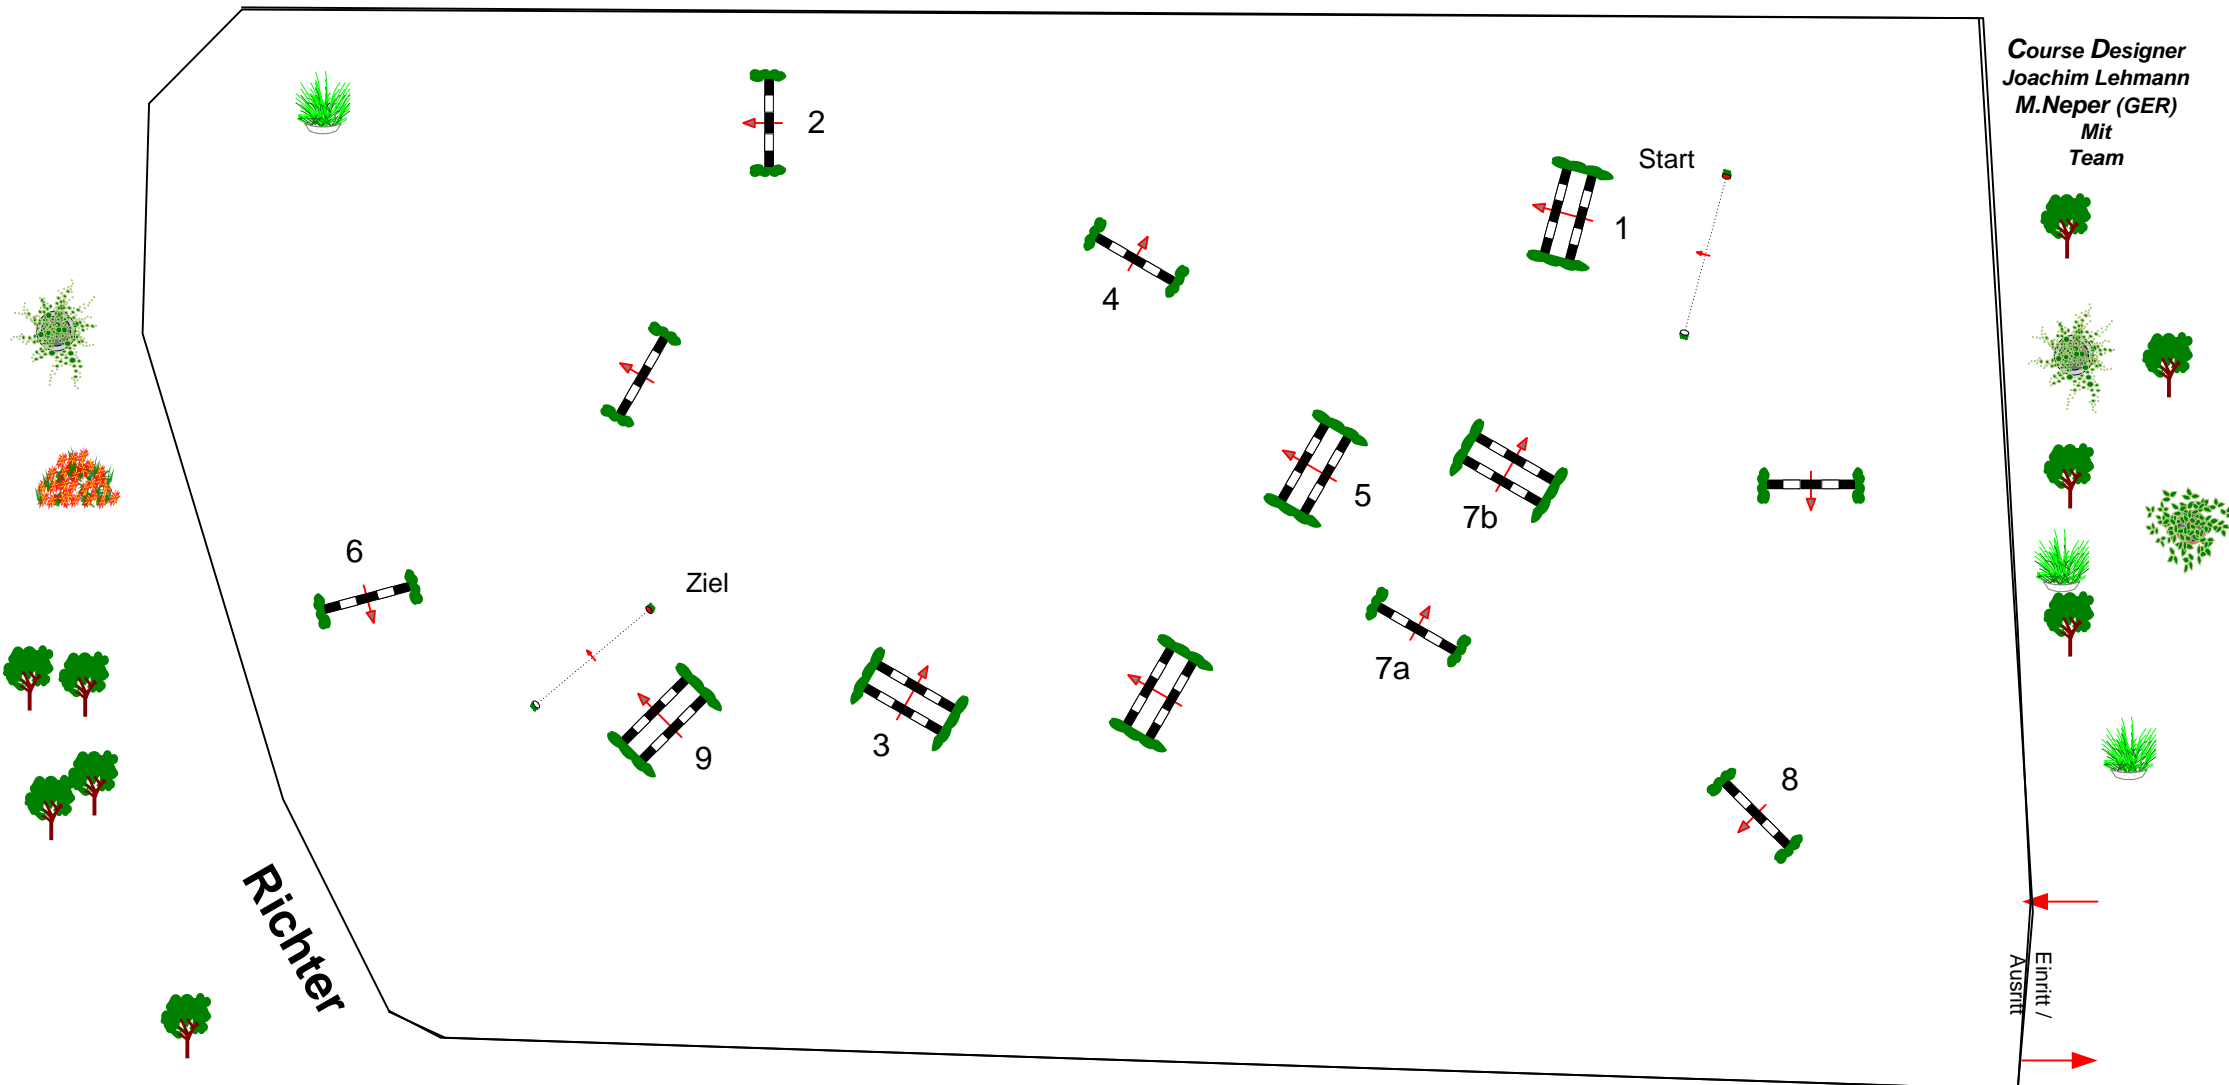 Course Designer
Joachim Lehmann
M.Neper (GER)
Mit
Team
2
Start
1
4
5
7b
6
Ziel
7a
3
9
8
Richter
Einritt /
Ausritt